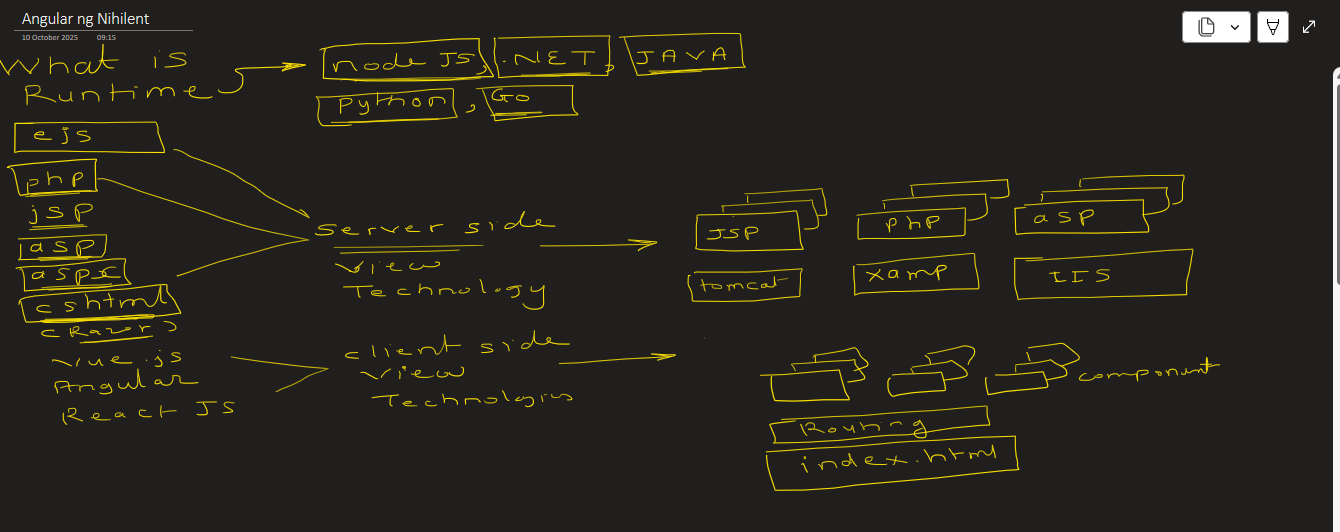 Angular ng Nihilent
10 October 2025 09:15
What is
Runtime
node JS, .NET, JAVA
Python, Go
ejs
php
jsp
asp
aspx
cshtml
(Razor)
Vue.js
Angular
React JS
Server side
View
Technology
client side
View
Technologies
JSP
tomcat
php
xamp
asp
IIS
component
Routing
index.html